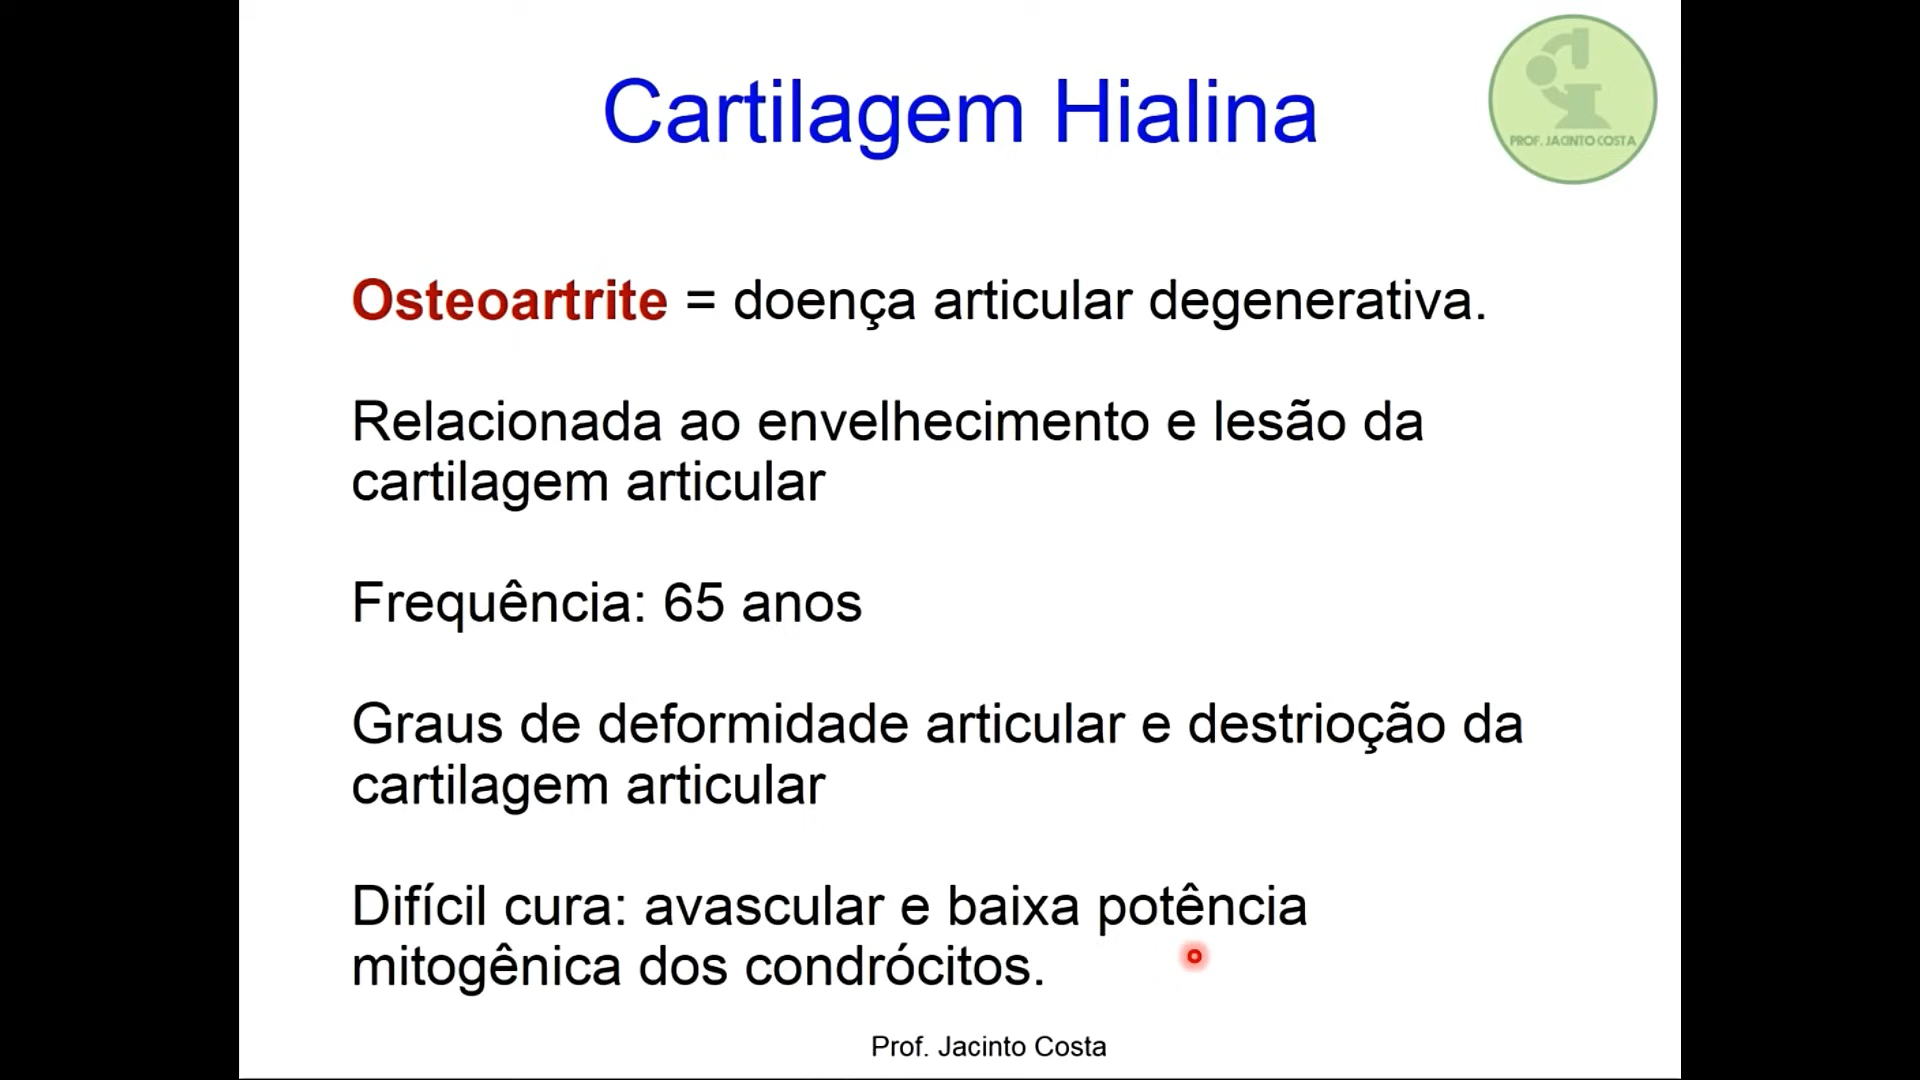 Cartilagem Hialina
PROF. JACINTO COSTA
Osteoartrite = doença articular degenerativa.
Relacionada ao envelhecimento e lesão da
cartilagem articular
Frequência: 65 anos
Graus de deformidade articular e destrioção da
cartilagem articular
Difícil cura: avascular e baixa potência
mitogênica dos condrócitos.
Prof. Jacinto Costa